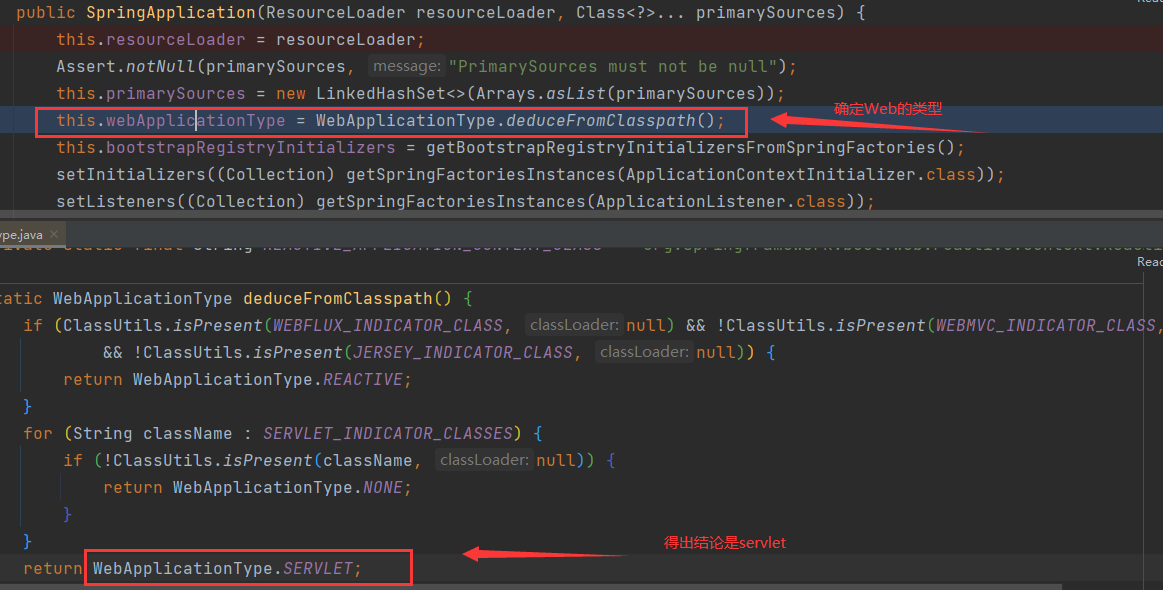 public SpringApplication(ResourceLoader resourceLoader, Class<?>... primarySources) {
this.resourceLoader = resourceLoader;
Assert.notNull(primarySources, message: "PrimarySources must not be null");
this.primarySources = new LinkedHashSet<>(Arrays.asList(primarySources));
this.webApplicationType = WebApplicationType.deduceFromClasspath();
确定Web的类型
this.bootstrapRegistryInitializers = getBootstrapRegistryInitializersFromSpringFactories();
setInitializers((Collection) getSpringFactoriesInstances(ApplicationContextInitializer.class));
setListeners((Collection) getSpringFactoriesInstances(ApplicationListener.class));
ype.java ×
Read
tatic WebApplicationType deduceFromClasspath() {
if (ClassUtils.isPresent(WEBFLUX_INDICATOR_CLASS, classLoader: null) && !ClassUtils.isPresent(WEBMVC_INDICATOR_CLASS,
&& !ClassUtils.isPresent(JERSEY_INDICATOR_CLASS, classLoader: null)) {
return WebApplicationType.REACTIVE;
}
for (String className : SERVLET_INDICATOR_CLASSES) {
if (!ClassUtils.isPresent(className, classLoader: null)) {
return WebApplicationType.NONE;
}
}
得出结论是servlet
return WebApplicationType.SERVLET;